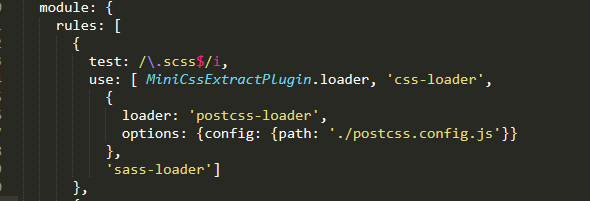 module: {
rules: [
{
test: /\.scss$/i,
use: [ MiniCssExtractPlugin.loader, 'css-loader',
{
loader: 'postcss-loader',
options: {config: {path: './postcss.config.js'}}
},
'sass-loader']
},